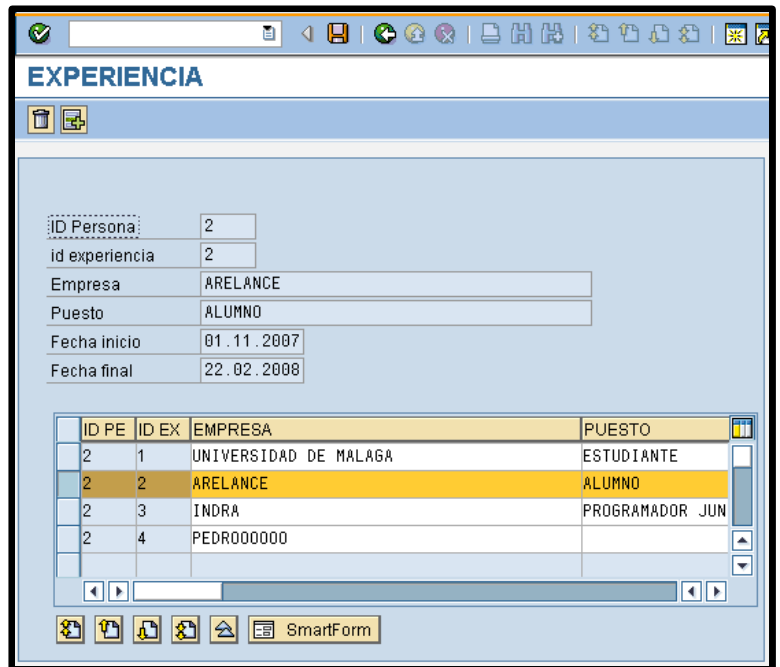 EXPERIENCIA
ID Persona 2
id experiencia 2
Empresa ARELANCE
Puesto ALUMNO
Fecha inicio 01.11.2007
Fecha final 22.02.2008
ID PE ID EX EMPRESA PUESTO
2 1 UNIVERSIDAD DE MALAGA ESTUDIANTE
2 2 ARELANCE ALUMNO
2 3 INDRA PROGRAMADOR JUN
2 4 PEDRO00000
SmartForm